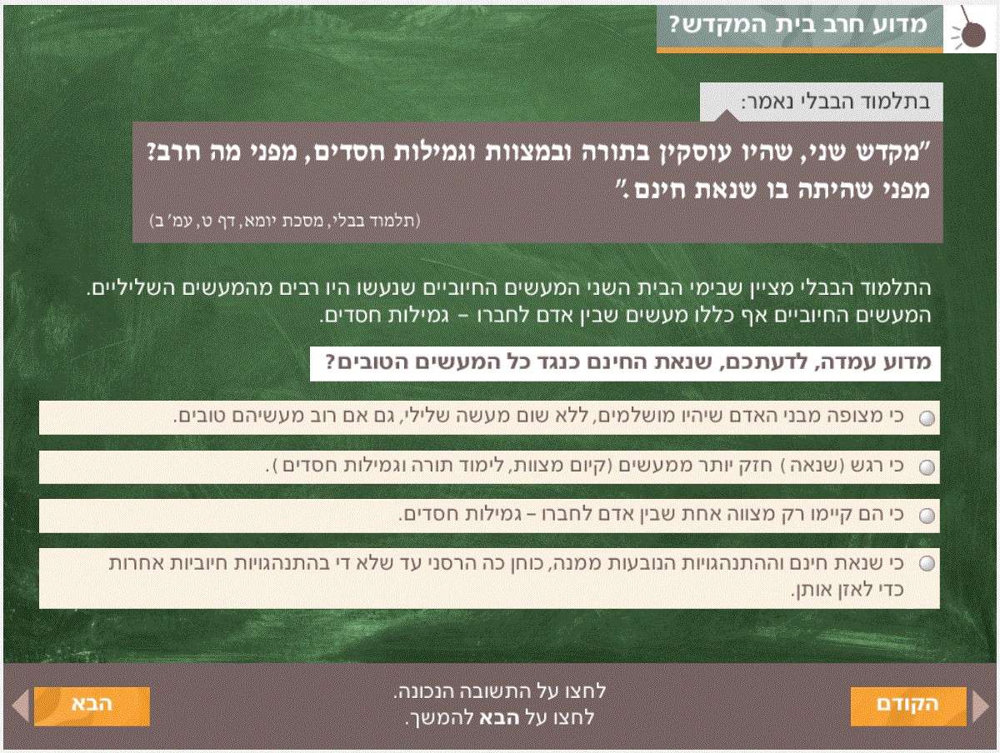 מדוע חרב בית המקדש?
בתלמוד הבבלי נאמר:
"מקדש שני, שהיו עוסקין בתורה ובמצוות וגמילות חסדים, מפני מה חרב?
מפני שהיתה בו שנאת חינם."
(תלמוד בבלי, מסכת יומא, דף ט, עמ' ב)
התלמוד הבבלי מציין שבימי הבית השני המעשים החיוביים שנעשו היו רבים מהמעשים השליליים.
המעשים החיוביים אף כללו מעשים שבין אדם לחברו – גמילות חסדים.
מדוע עמדה, לדעתכם, שנאת החינם כנגד כל המעשים הטובים?
כי מצופה מבני האדם שיהיו מושלמים, ללא שום מעשה שלילי, גם אם רוב מעשיהם טובים.
כי רגש (שנאה ) חזק יותר ממעשים (קיום מצוות, לימוד תורה וגמילות חסדים ).
כי הם קיימו רק מצווה אחת שבין אדם לחברו – גמילות חסדים.
כי שנאת חינם וההתנהגויות הנובעות ממנה, כוחן כה הרסני עד שלא די בהתנהגויות חיוביות אחרות
כדי לאזן אותן.
הקודם
לחצו על התשובה הנכונה.
לחצו על הבא להמשך.
הבא